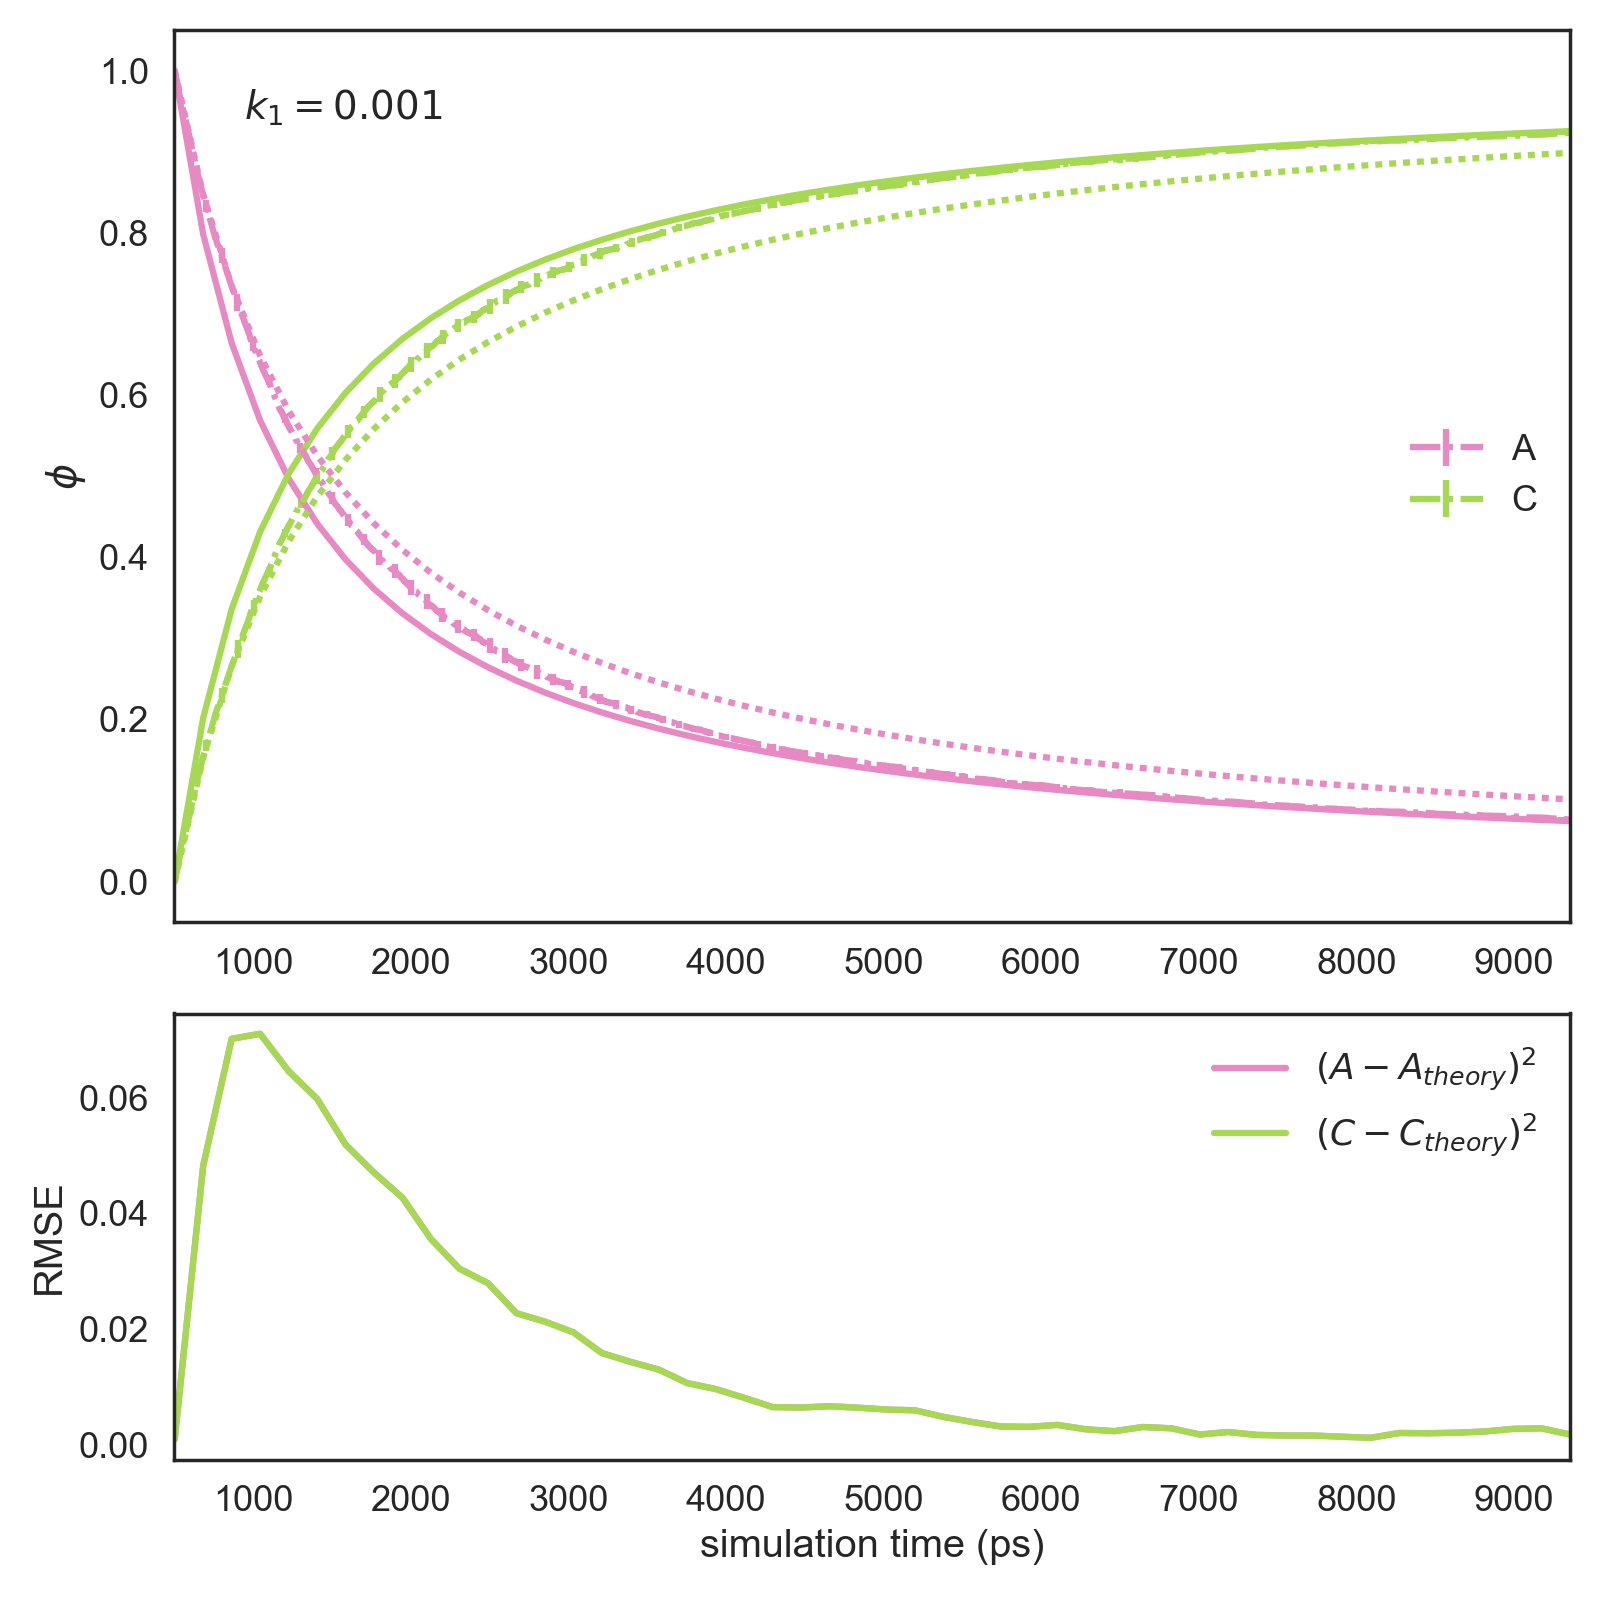 1.0
0.8
0.6
0.4
0.2
0.0
ϕ
k₁ = 0.001
A
C
1000 2000 3000 4000 5000 6000 7000 8000 9000
0.06
0.04
0.02
0.00
RMSE
(A − A_theory)²
(C − C_theory)²
1000 2000 3000 4000 5000 6000 7000 8000 9000
simulation time (ps)